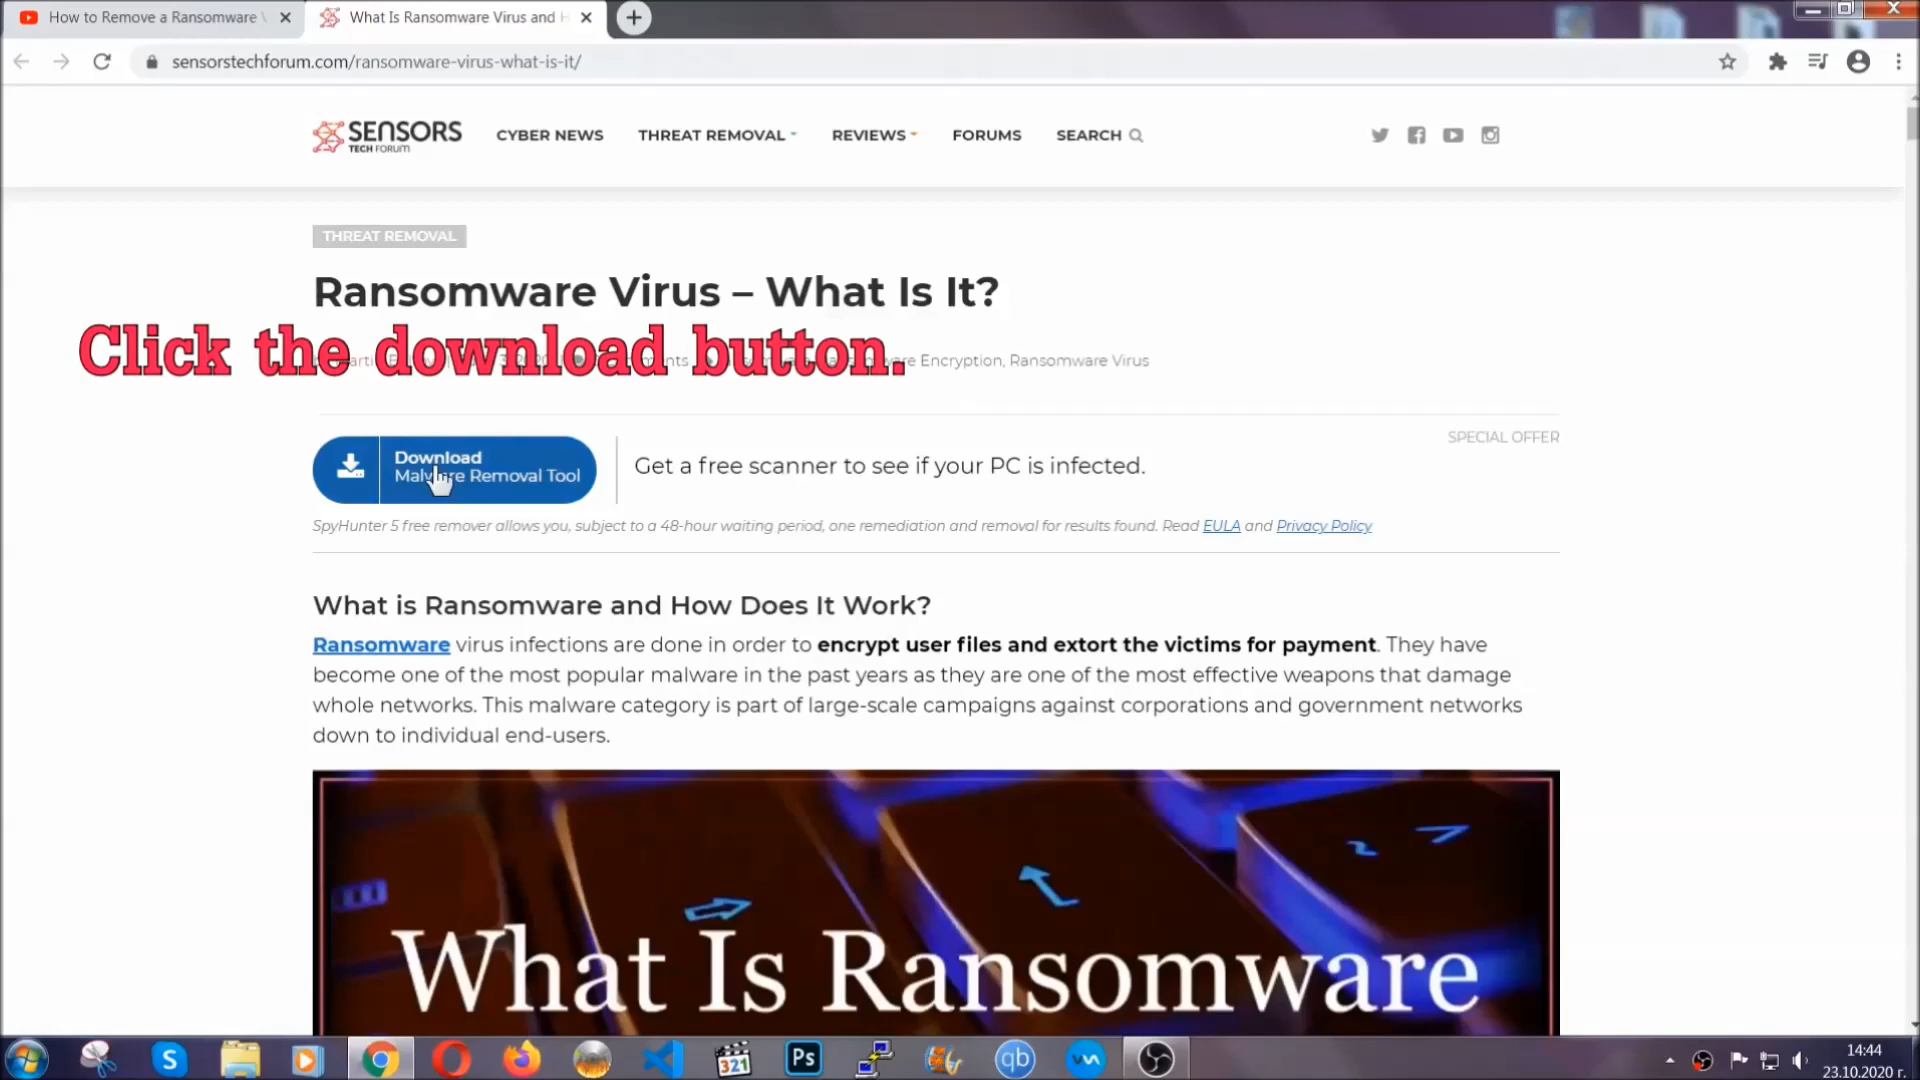 How to Remove a Ransomware
What Is Ransomware Virus and
sensorstechforum.com/ransomware-virus-what-is-it/
SENSORS
TECH FORUM
CYBER NEWS
THREAT REMOVAL
REVIEWS
FORUMS
SEARCH
THREAT REMOVAL
Ransomware Virus – What Is It?
Click the download button.
Encryption, Ransomware Virus
SPECIAL OFFER
Download
Malware Removal Tool
Get a free scanner to see if your PC is infected.
SpyHunter 5 free remover allows you, subject to a 48-hour waiting period, one remediation and removal for results found. Read EULA and Privacy Policy
What is Ransomware and How Does It Work?
Ransomware virus infections are done in order to encrypt user files and extort the victims for payment. They have
become one of the most popular malware in the past years as they are one of the most effective weapons that damage
whole networks. This malware category is part of large-scale campaigns against corporations and government networks
down to individual end-users.
What Is Ransomware
S
321
Ps
qb
14:44
23.10.2020 г.